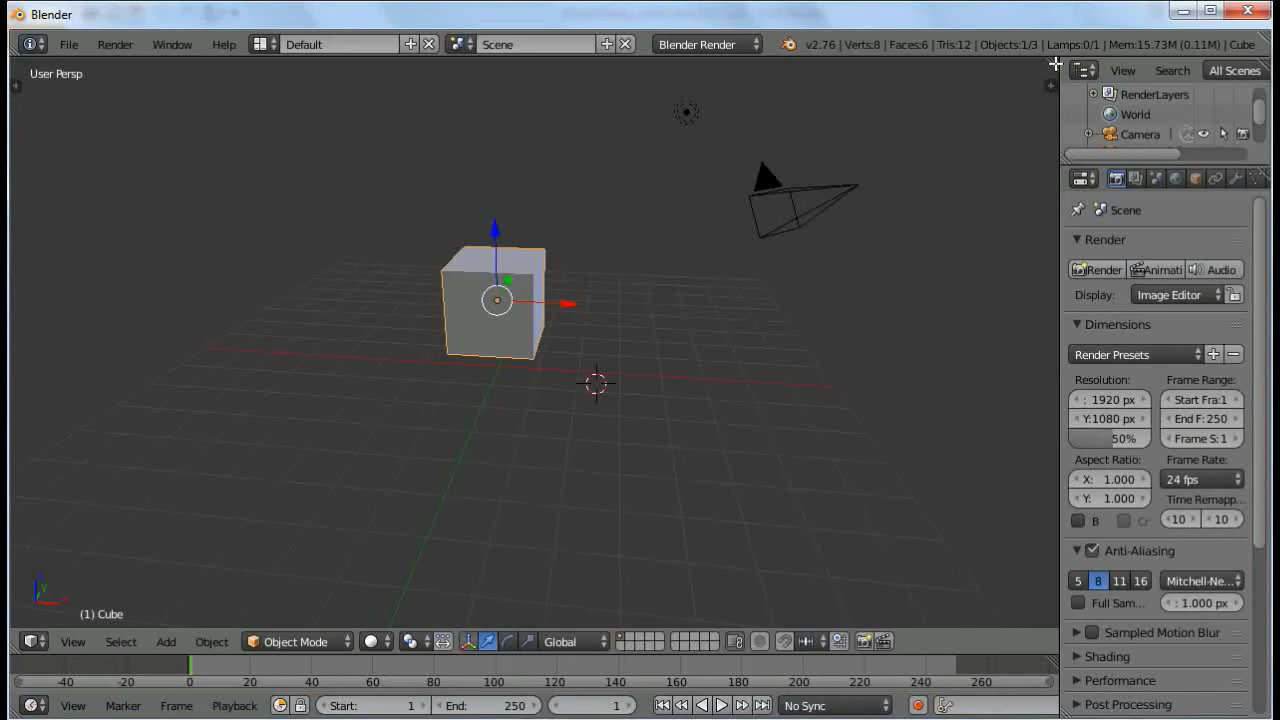 Blender
File Render Window Help Default Scene Blender Render v2.76 | Verts:8 | Faces:6 | Tris:12 | Objects:1/3 | Lamps:0/1 | Mem:15.73M (0.11M) | Cube
User Persp
View Search All Scenes
RenderLayers
World
Camera
Scene
Render
Render Animati Audio
Display: Image Editor
Dimensions
Render Presets
Resolution: Frame Range:
: 1920 px Start Fra:1
Y:1080 px End F: 250
50% Frame S: 1
Aspect Ratio: Frame Rate:
X: 1.000 24 fps
Y: 1.000 Time Remapp...
B Cr 10 10
Anti-Aliasing
5 8 11 16 Mitchell-Ne...
Full Sam... : 1.000 px
Sampled Motion Blur
Shading
Performance
Post Processing
Y
(1) Cube
View Select Add Object Object Mode Global
-40 -20 0 20 40 60 80 100 120 140 160 180 200 220 240 260
View Marker Frame Playback Start: 1 End: 250 1 No Sync